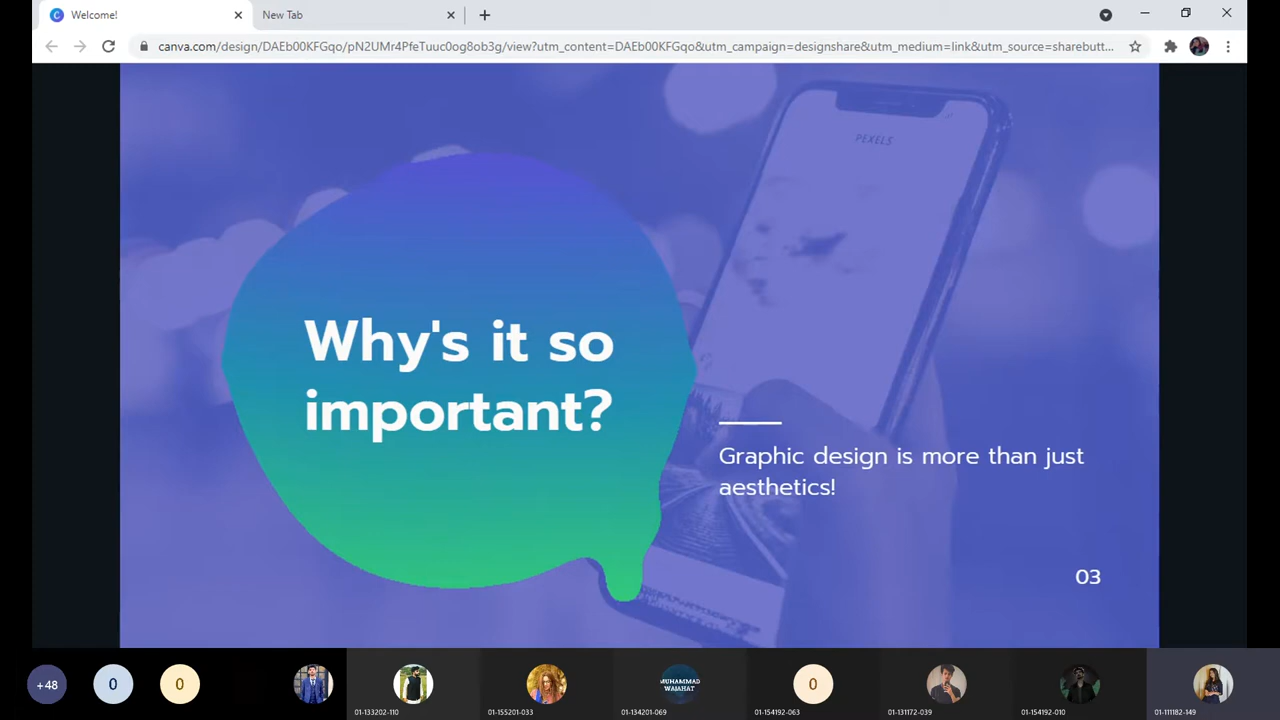 Welcome!
New Tab
canva.com/design/DAEb00KFGqo/pN2UMr4PfeTuuc0og8ob3g/view?utm_content=DAEb00KFGqo&utm_campaign=designshare&utm_medium=link&utm_source=sharebutt...
PEXELS
Why's it so
important?
Graphic design is more than just
aesthetics!
03
+48
0
0
MUHAMMAD
WAJAHAT
0
01-133202-110
01-155201-033
01-134201-069
01-154192-063
01-131172-039
01-154192-010
01-111182-149